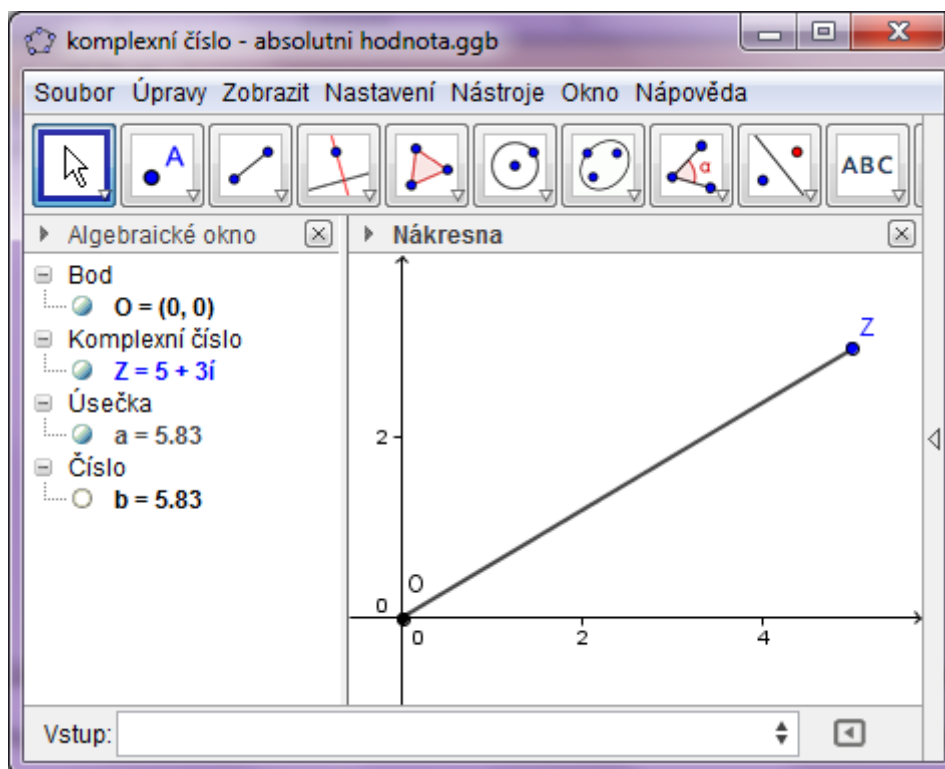 komplexní číslo - absolutni hodnota.ggb
Soubor Úpravy Zobrazit Nastavení Nástroje Okno Nápověda
A
α
ABC
Algebraické okno
Bod
O = (0, 0)
Komplexní číslo
Z = 5 + 3í
Úsečka
a = 5.83
Číslo
b = 5.83
Nákresna
Z
2
O
0
0 2 4
Vstup: